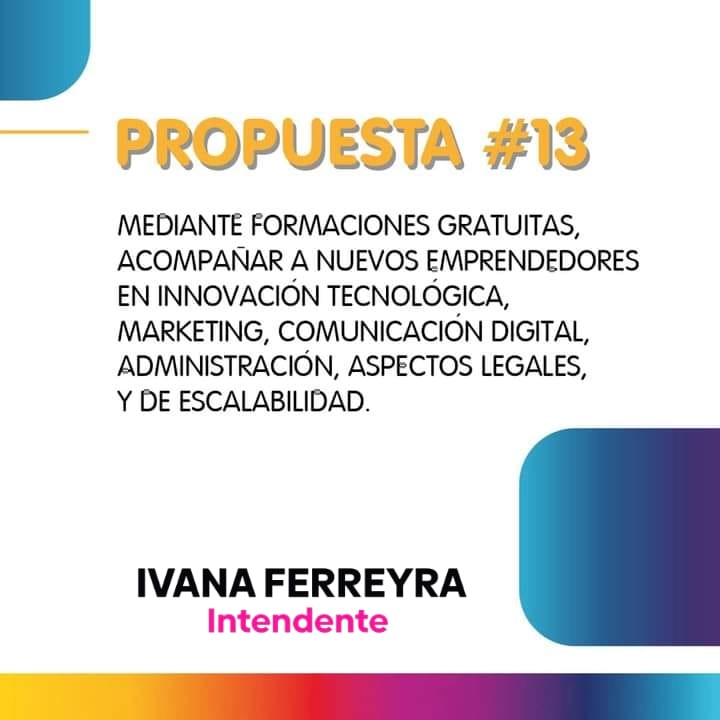 PROPUESTA #13
MEDIANTE FORMACIONES GRATUITAS,
ACOMPAÑAR A NUEVOS EMPRENDEDORES
EN INNOVACIÓN TECNOLÓGICA,
MARKETING, COMUNICACIÓN DIGITAL,
ADMINISTRACIÓN, ASPECTOS LEGALES,
Y DE ESCALABILIDAD.
IVANA FERREYRA
Intendente